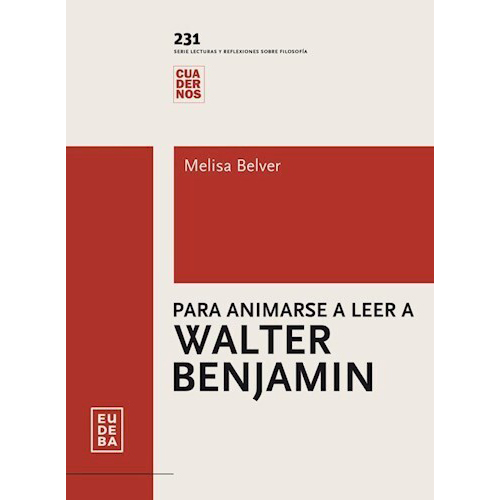 231
SERIE LECTURAS Y REFLEXIONES SOBRE FILOSOFÍA
CUA
DER
NOS
Melisa Belver
PARA ANIMARSE A LEER A
WALTER
BENJAMIN
EU
DE
BA